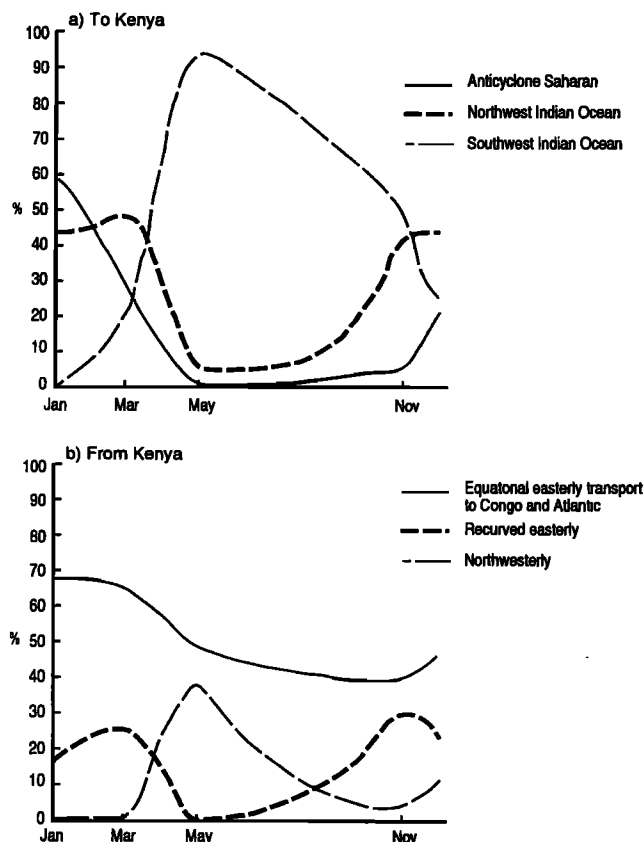 a) To Kenya
100
90
80
70
60
50
40
30
20
10
0
%
Jan Mar May Nov
Anticyclone Saharan
Northwest Indian Ocean
Southwest Indian Ocean
b) From Kenya
100
90
80
70
60
50
40
30
20
10
0
%
Jan Mar May Nov
Equatonal easterly transport
to Congo and Atlantic
Recurved easterly
Northwesterly